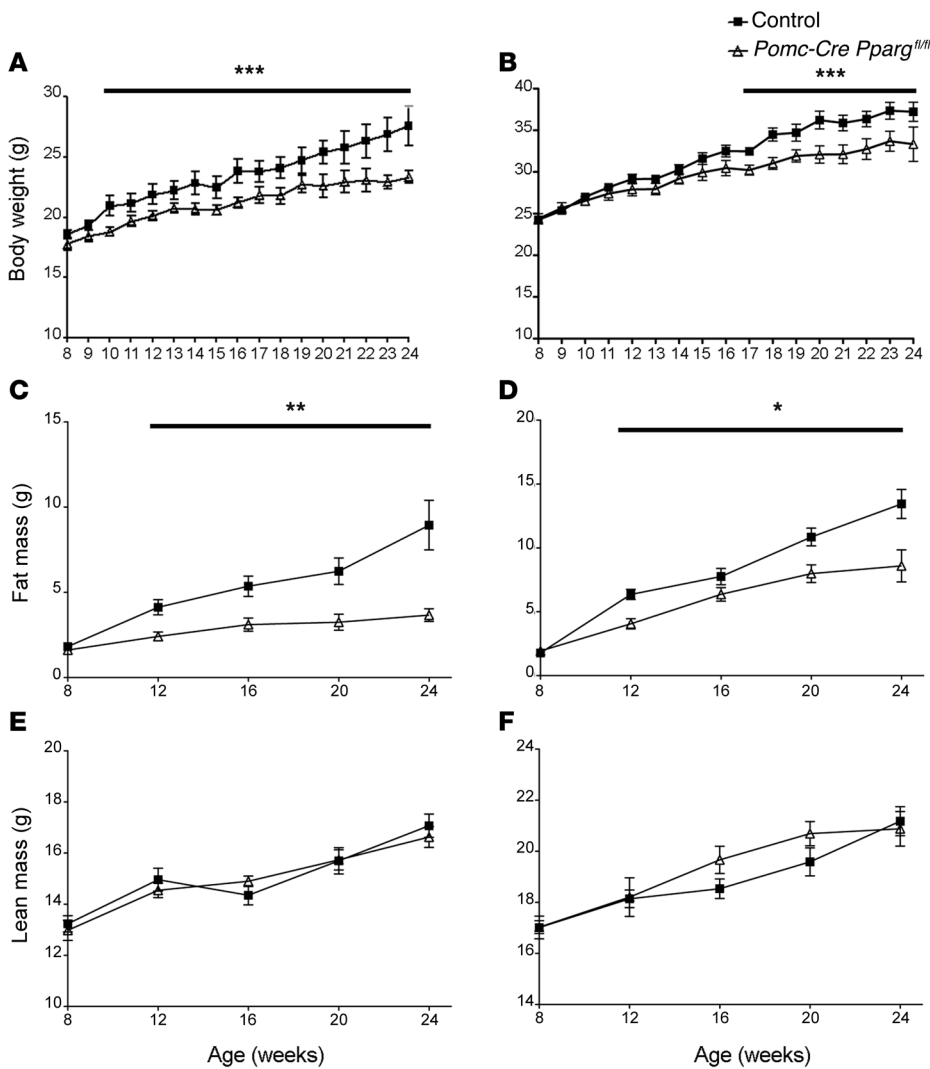 Control
Pomc-Cre Pparg^fl/fl
A
***
Body weight (g)
30
25
20
15
10
8 9 10 11 12 13 14 15 16 17 18 19 20 21 22 23 24
B
***
40
35
30
25
20
15
10
8 9 10 11 12 13 14 15 16 17 18 19 20 21 22 23 24
C
**
Fat mass (g)
15
10
5
0
8 12 16 20 24
D
*
20
15
10
5
0
8 12 16 20 24
E
Lean mass (g)
20
18
16
14
12
10
8 12 16 20 24
Age (weeks)
F
24
22
20
18
16
14
8 12 16 20 24
Age (weeks)